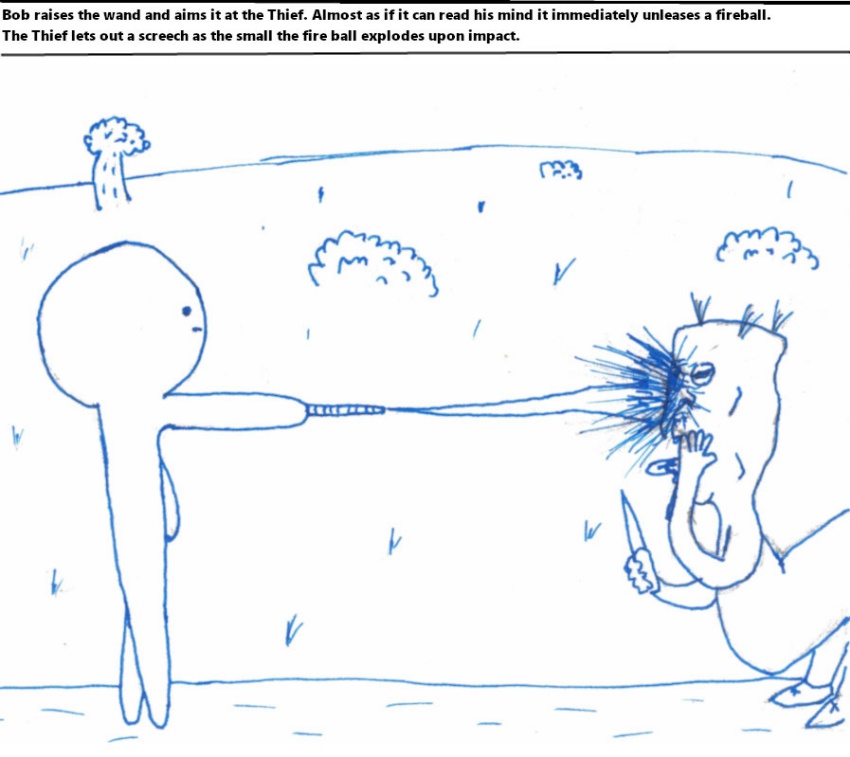 Bob raises the wand and aims it at the Thief. Almost as if it can read his mind it immediately unleases a fireball.
The Thief lets out a screech as the small the fire ball explodes upon impact.